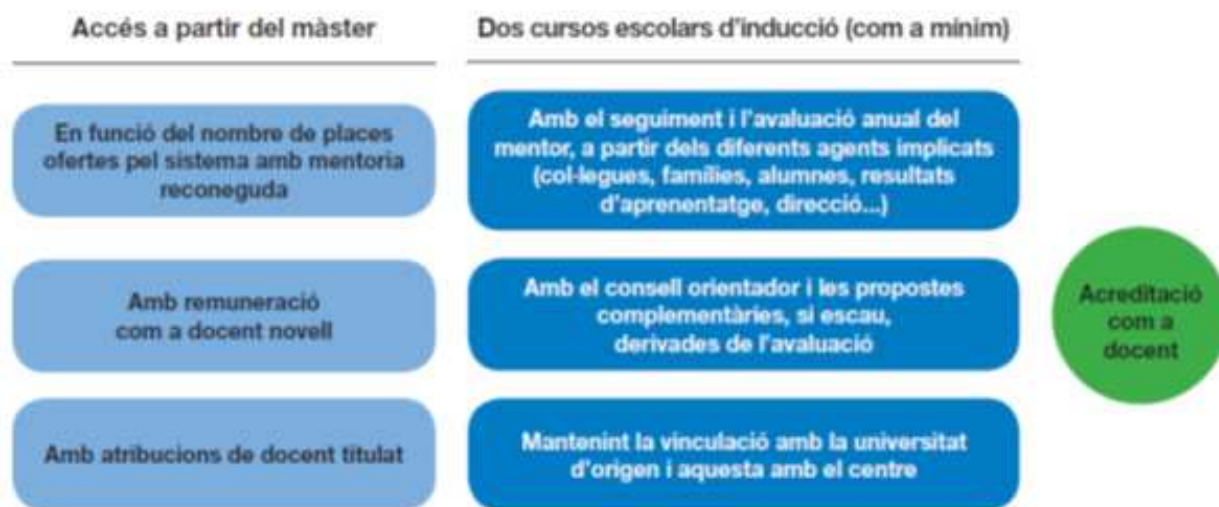 Accés a partir del màster
Dos cursos escolars d'inducció (com a mínim)
En funció del nombre de places
ofertes pel sistema amb mentoria
reconeguda
Amb el seguiment i l'avaluació anual del
mentor, a partir dels diferents agents implicats
(col·legues, famílies, alumnes, resultats
d'aprenentatge, direcció...)
Amb remuneració
com a docent novell
Amb el consell orientador i les propostes
complementàries, si escau,
derivades de l'avaluació
Acreditació
com a
docent
Amb atribucions de docent titulat
Mantenint la vinculació amb la universitat
d'origen i aquesta amb el centre